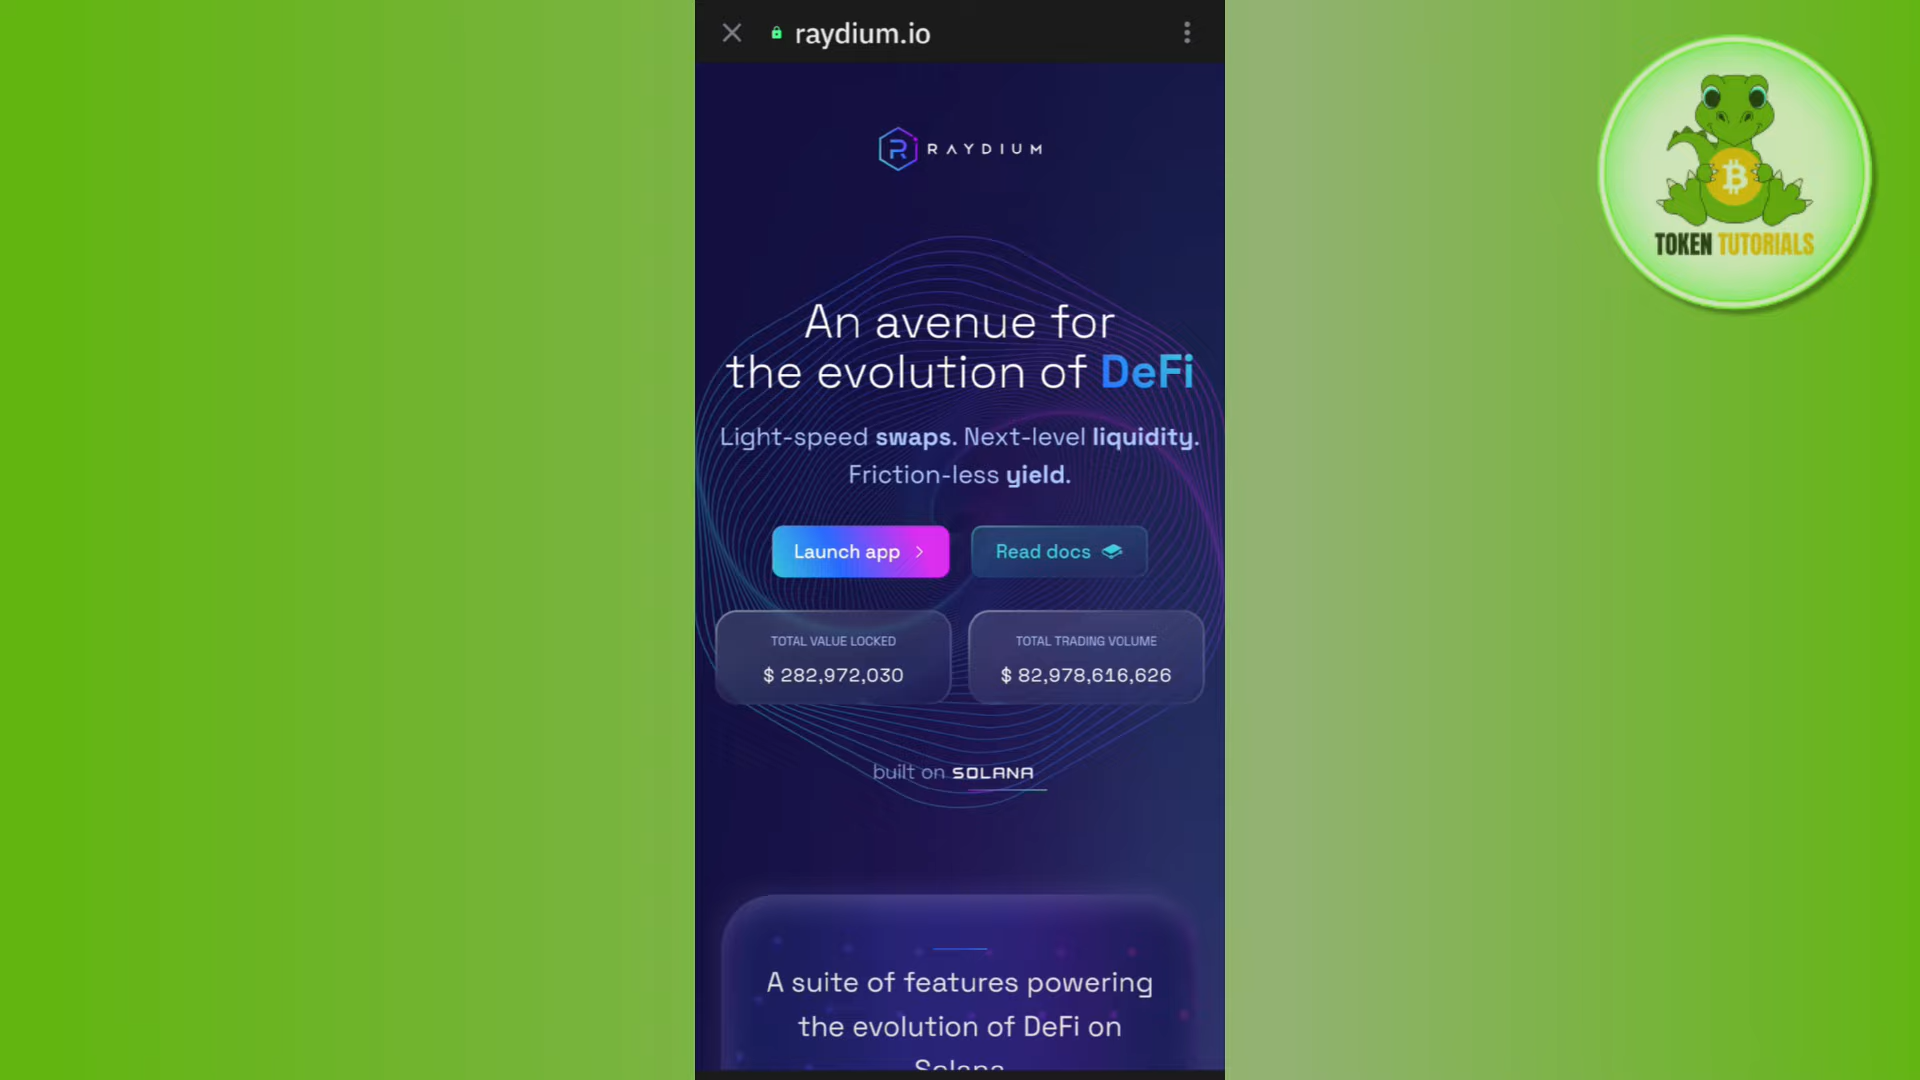 raydium.io
RAYDIUM
An avenue for
the evolution of DeFi
Light-speed swaps. Next-level liquidity.
Friction-less yield.
Launch app
Read docs
TOTAL VALUE LOCKED
$ 282,972,030
TOTAL TRADING VOLUME
$ 82,978,616,626
built on SOLANA
A suite of features powering
the evolution of DeFi on
Solana
TOKEN TUTORIALS